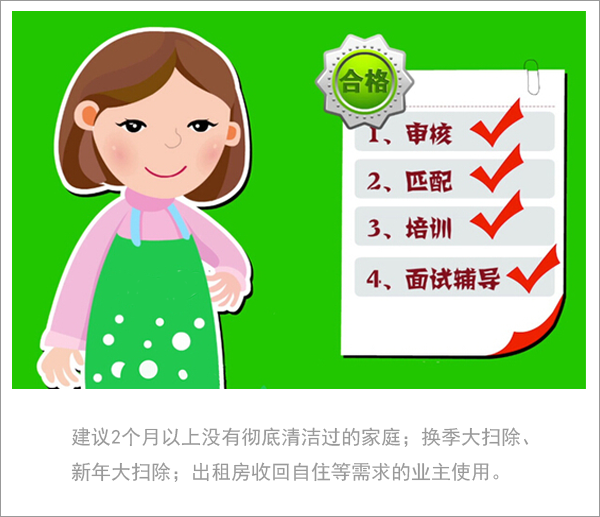 合格
1、审核
2、匹配
3、培训
4、面试辅导
建议2个月以上没有彻底清洁过的家庭；换季大扫除、
新年大扫除；出租房收回自住等需求的业主使用。